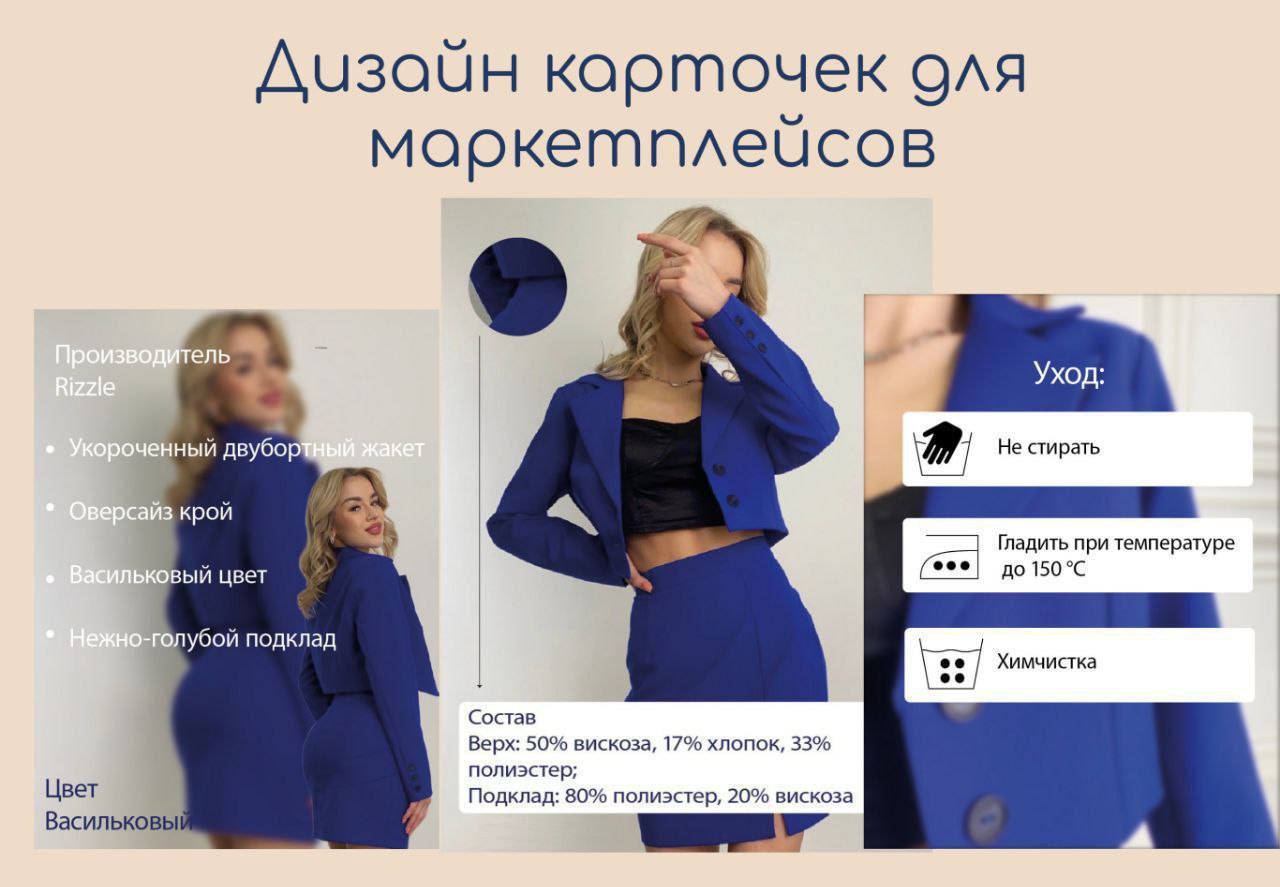 Дизайн карточек для
маркетплейсов
Производитель
Rizzle
• Укороченный двубортный жакет
• Оверсайз крой
• Васильковый цвет
• Нежно-голубой подклад
Цвет
Васильковый
Состав
Верх: 50% вискоза, 17% хлопок, 33%
полиэстер;
Подклад: 80% полиэстер, 20% вискоза
Уход:
Не стирать
Гладить при температуре
до 150 °C
Химчистка